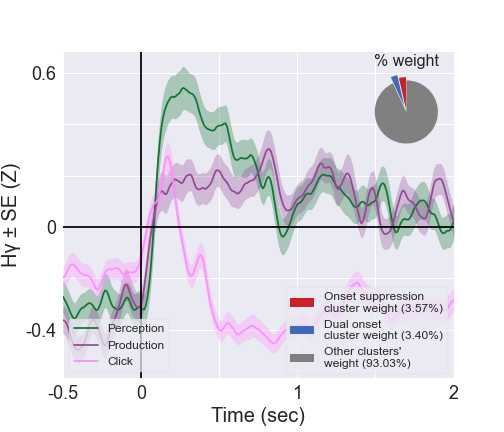 % weight
0.6
0
-0.4
Hγ ± SE (Z)
Perception
Production
Click
Onset suppression
cluster weight (3.57%)
Dual onset
cluster weight (3.40%)
Other clusters'
weight (93.03%)
-0.5
0
1
2
Time (sec)